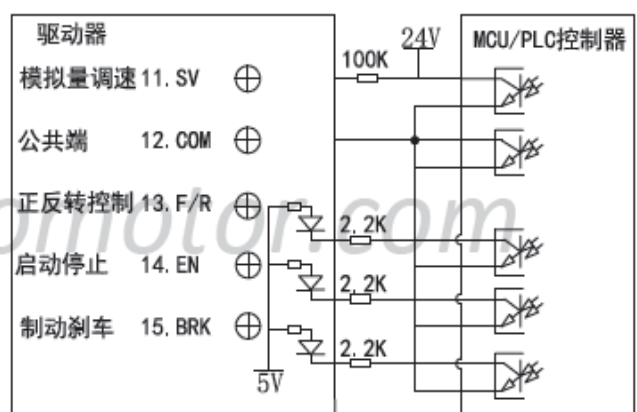 驱动器
24V
MCU/PLC控制器
100K
模拟量调速 11. SV
公共端 12. COM
正反转控制 13. F/R
2.2K
启动停止 14. EN
2.2K
制动刹车 15. BRK
2.2K
5V
omotor.com